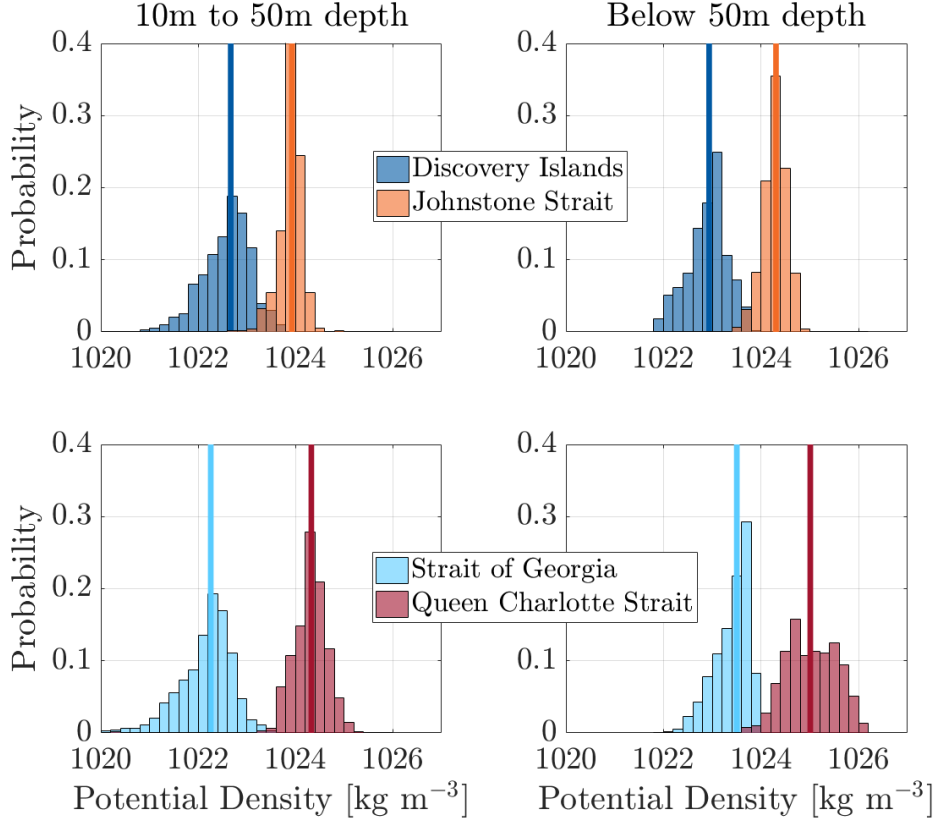 10m to 50m depth
Below 50m depth
Probability
0.4
0.3
0.2
0.1
0
1020 1022 1024 1026
0.4
0.3
0.2
0.1
0
1020 1022 1024 1026
Discovery Islands
Johnstone Strait
Probability
0.4
0.3
0.2
0.1
0
1020 1022 1024 1026
Potential Density [kg m⁻³]
0.4
0.3
0.2
0.1
0
1020 1022 1024 1026
Potential Density [kg m⁻³]
Strait of Georgia
Queen Charlotte Strait